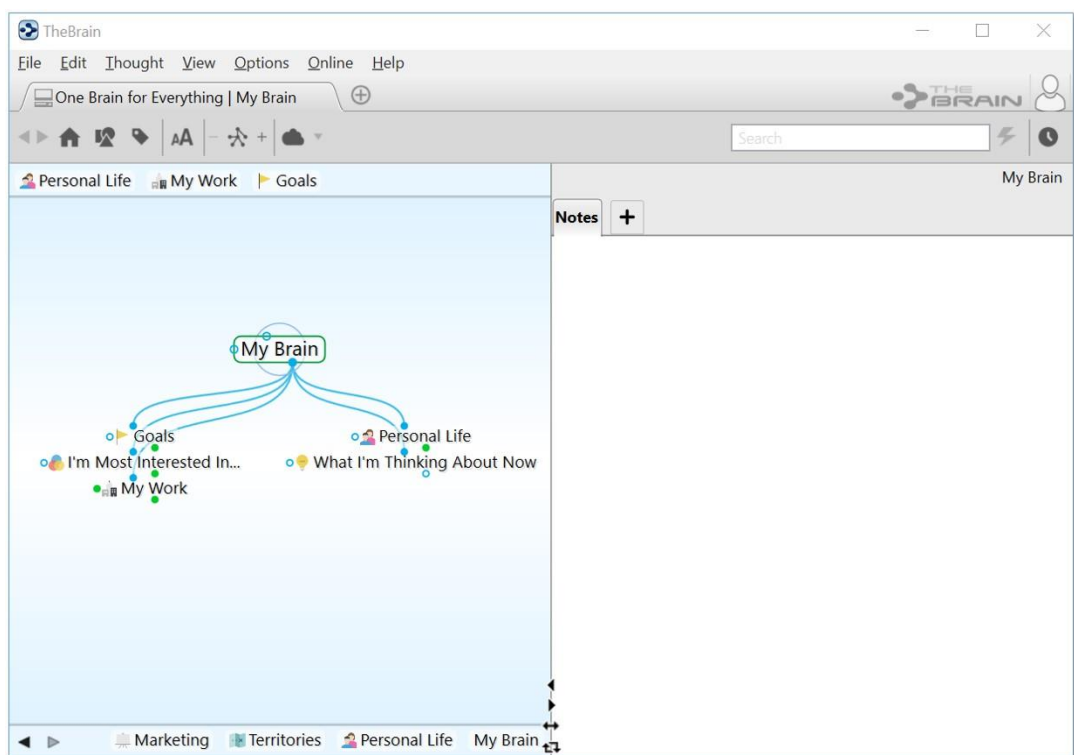 TheBrain
File Edit Thought View Options Online Help
One Brain for Everything | My Brain
THE BRAIN
AA
Search
Personal Life My Work Goals
My Brain
Notes
My Brain
Goals
Personal Life
I'm Most Interested In...
What I'm Thinking About Now
My Work
Marketing Territories Personal Life My Brain